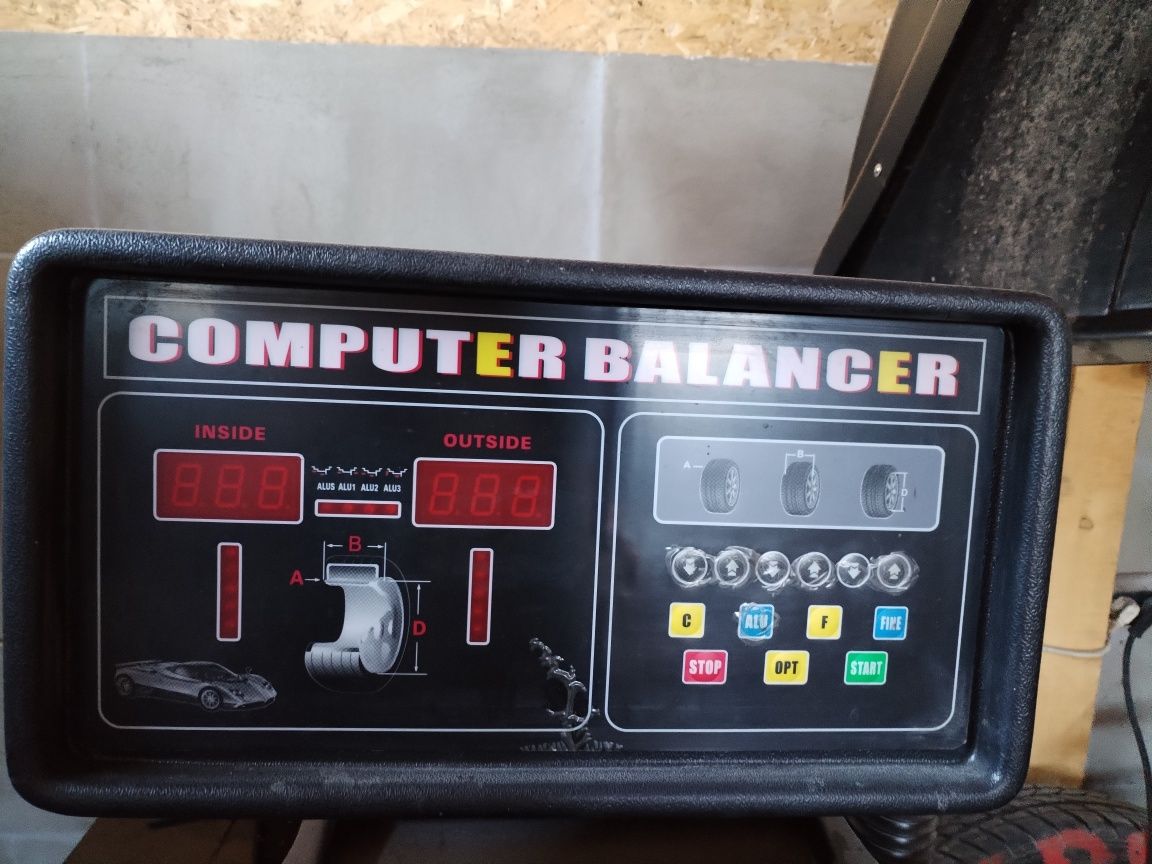 COMPUTER BALANCER
INSIDE
OUTSIDE
ALUS ALU1 ALU2 ALU3
B
A
D
A
B
D
C ALU F FINE
STOP OPT START